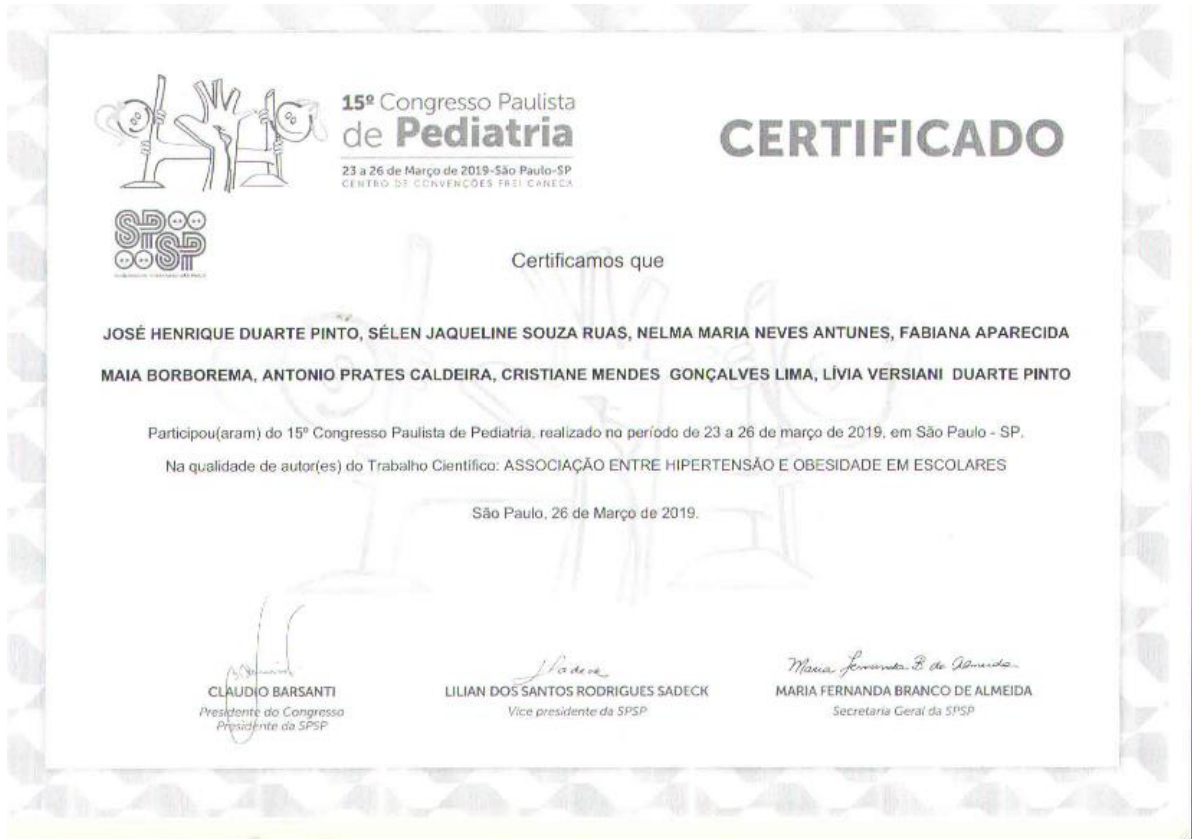 15º Congresso Paulista
de Pediatria
23 a 26 de Março de 2019-São Paulo-SP
CENTRO DE CONVENÇÕES FREI CANECA
CERTIFICADO
SPSP
Certificamos que
JOSÉ HENRIQUE DUARTE PINTO, SÉLEN JAQUELINE SOUZA RUAS, NELMA MARIA NEVES ANTUNES, FABIANA APARECIDA
MAIA BORBOREMA, ANTONIO PRATES CALDEIRA, CRISTIANE MENDES GONÇALVES LIMA, LÍVIA VERSIANI DUARTE PINTO
Participou(aram) do 15º Congresso Paulista de Pediatria, realizado no período de 23 a 26 de março de 2019, em São Paulo - SP,
Na qualidade de autor(es) do Trabalho Científico: ASSOCIAÇÃO ENTRE HIPERTENSÃO E OBESIDADE EM ESCOLARES
São Paulo, 26 de Março de 2019.
Maria Fernanda B de Almeida
CLAUDIO BARSANTI
Presidente do Congresso
Presidente da SPSP
LILIAN DOS SANTOS RODRIGUES SADECK
Vice presidente da SPSP
MARIA FERNANDA BRANCO DE ALMEIDA
Secretaria Geral da SPSP